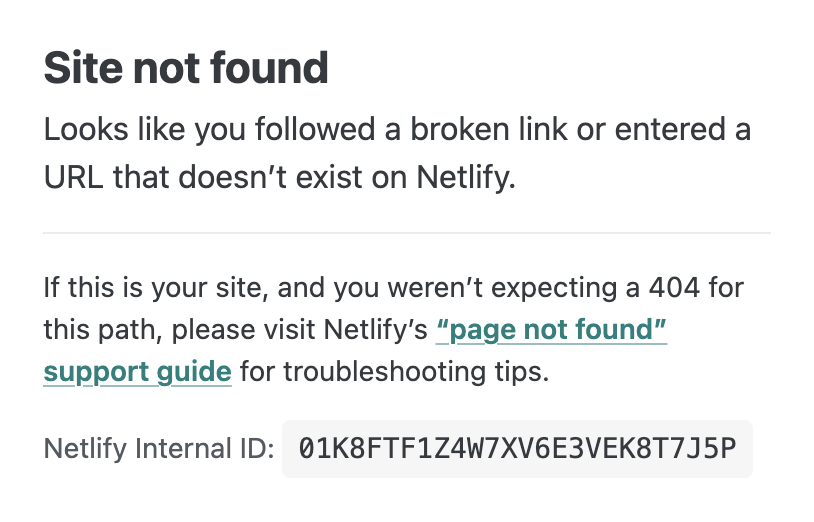 Site not found
Looks like you followed a broken link or entered a
URL that doesn’t exist on Netlify.
If this is your site, and you weren’t expecting a 404 for
this path, please visit Netlify’s “page not found”
support guide for troubleshooting tips.
Netlify Internal ID: 01K8FTF1Z4W7XV6E3VEK8T7J5P